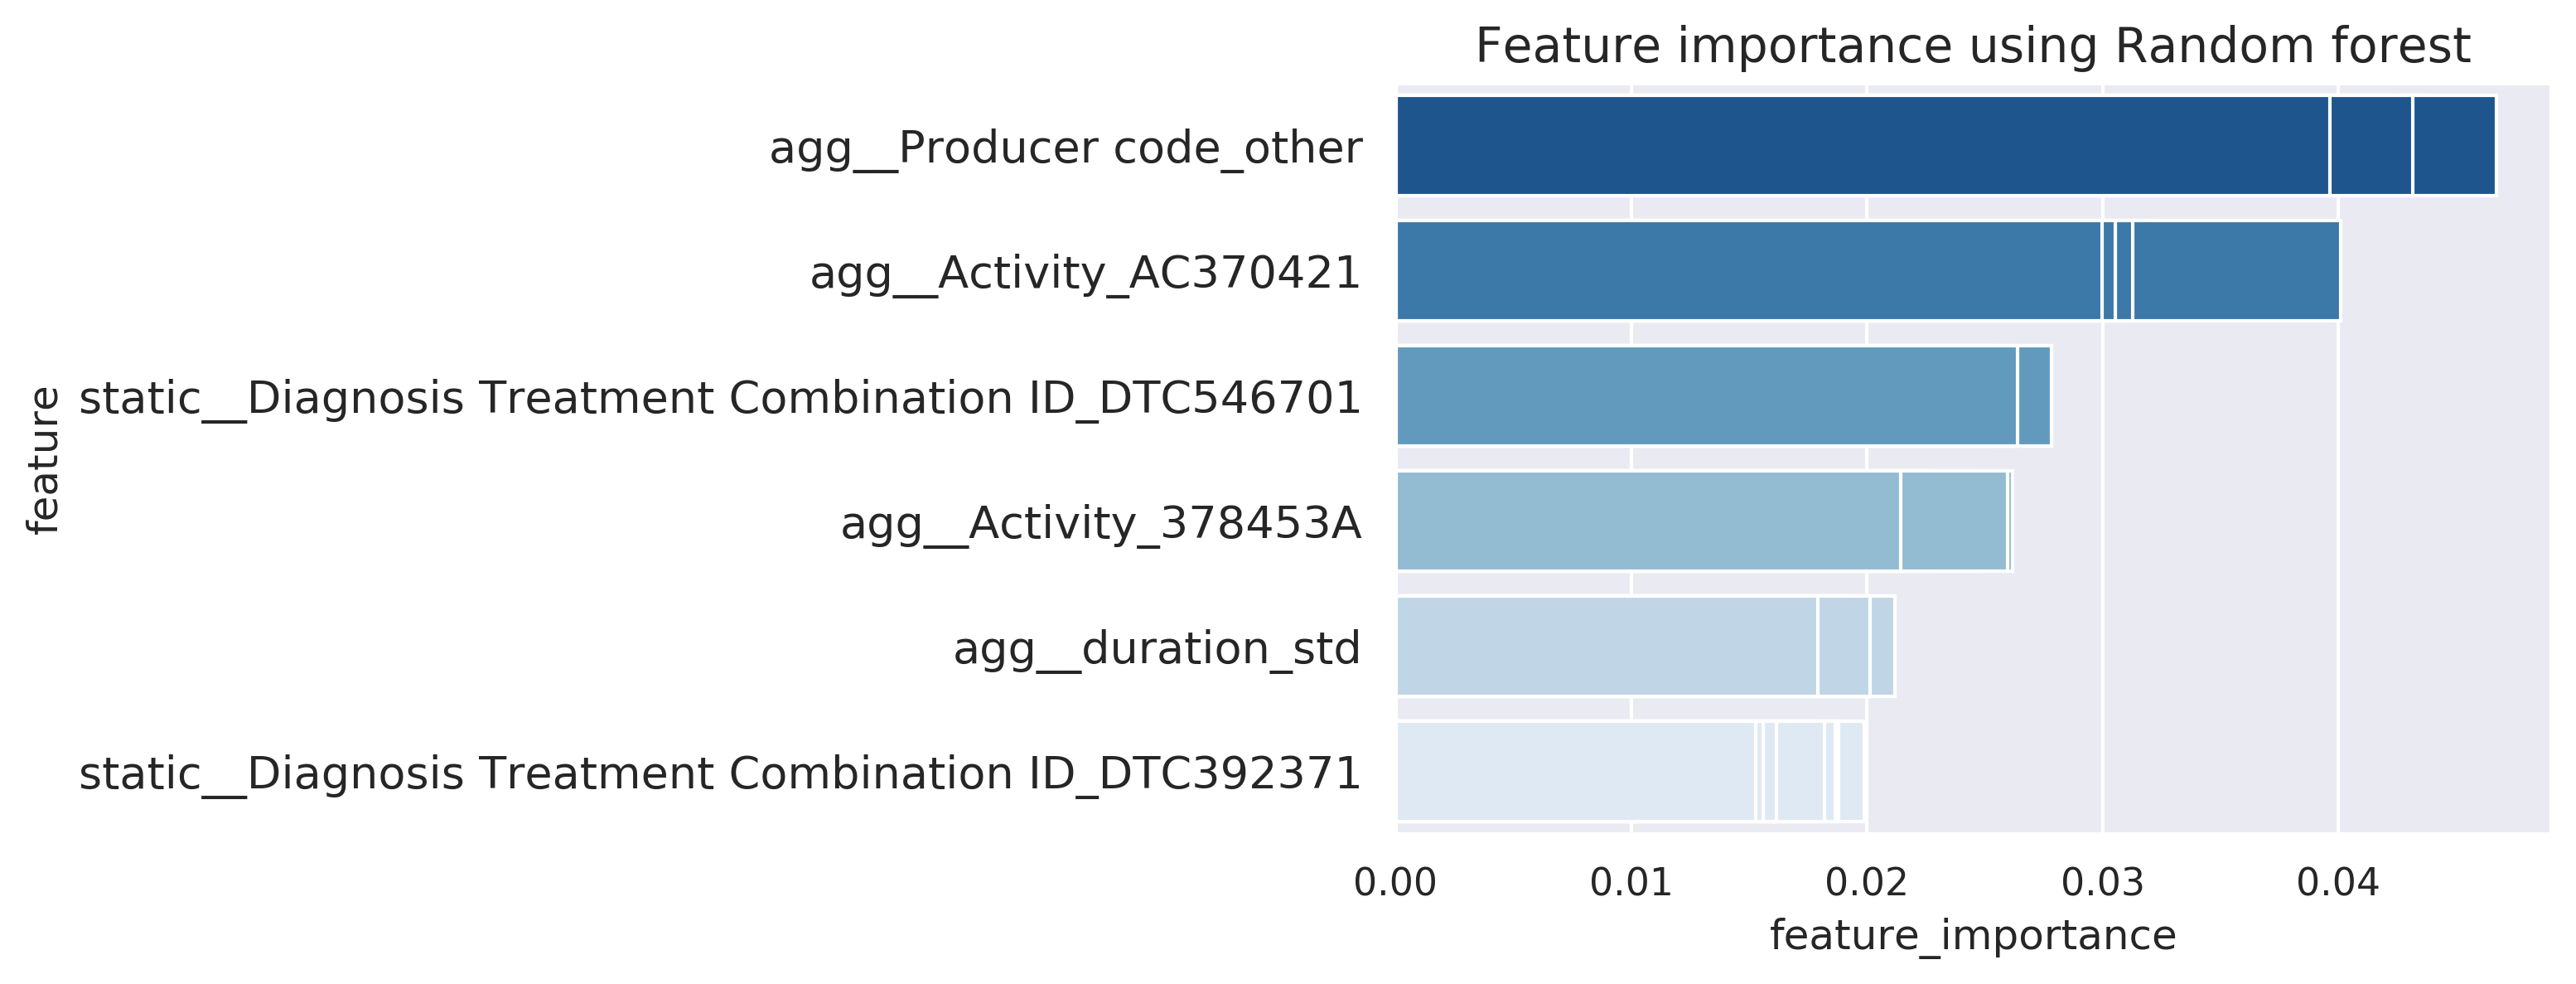 Feature importance using Random forest
feature
agg__Producer code_other
agg__Activity_AC370421
static__Diagnosis Treatment Combination ID_DTC546701
agg__Activity_378453A
agg__duration_std
static__Diagnosis Treatment Combination ID_DTC392371
0.00 0.01 0.02 0.03 0.04
feature_importance